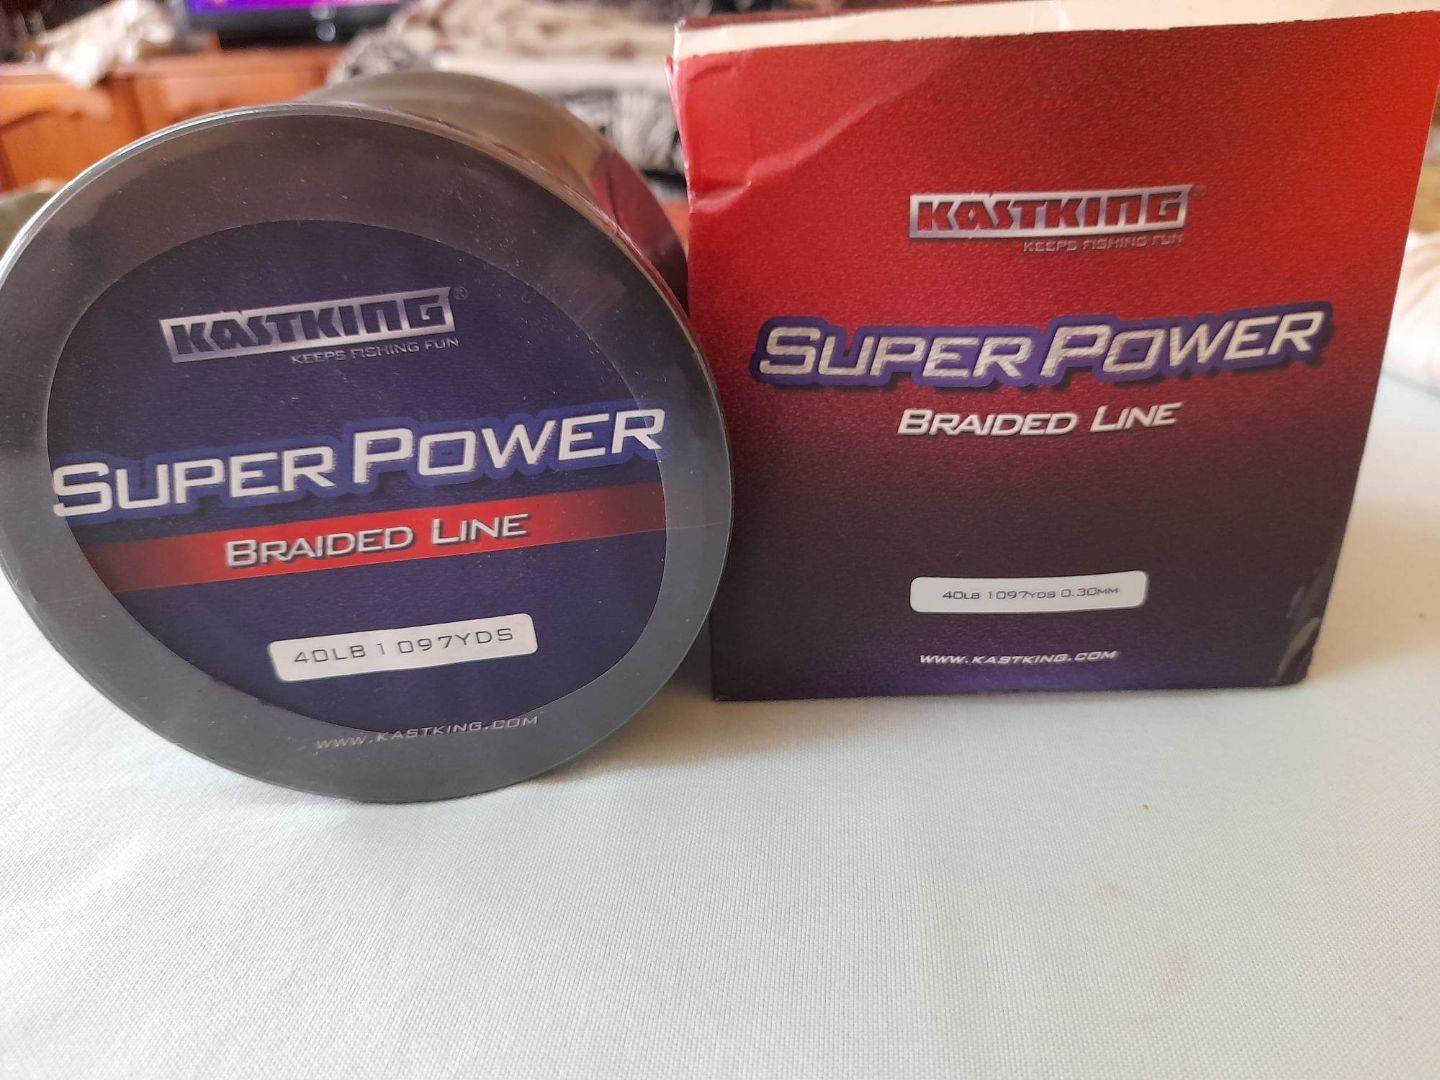 KASTKING®
KEEPS FISHING FUN
SUPER POWER
BRAIDED LINE
40LB 1097YDS
WWW.KASTKING.COM
KASTKING
KEEPS FISHING FUN
SUPER POWER
BRAIDED LINE
40LB 1097YDS 0.30MM
WWW.KASTKING.COM